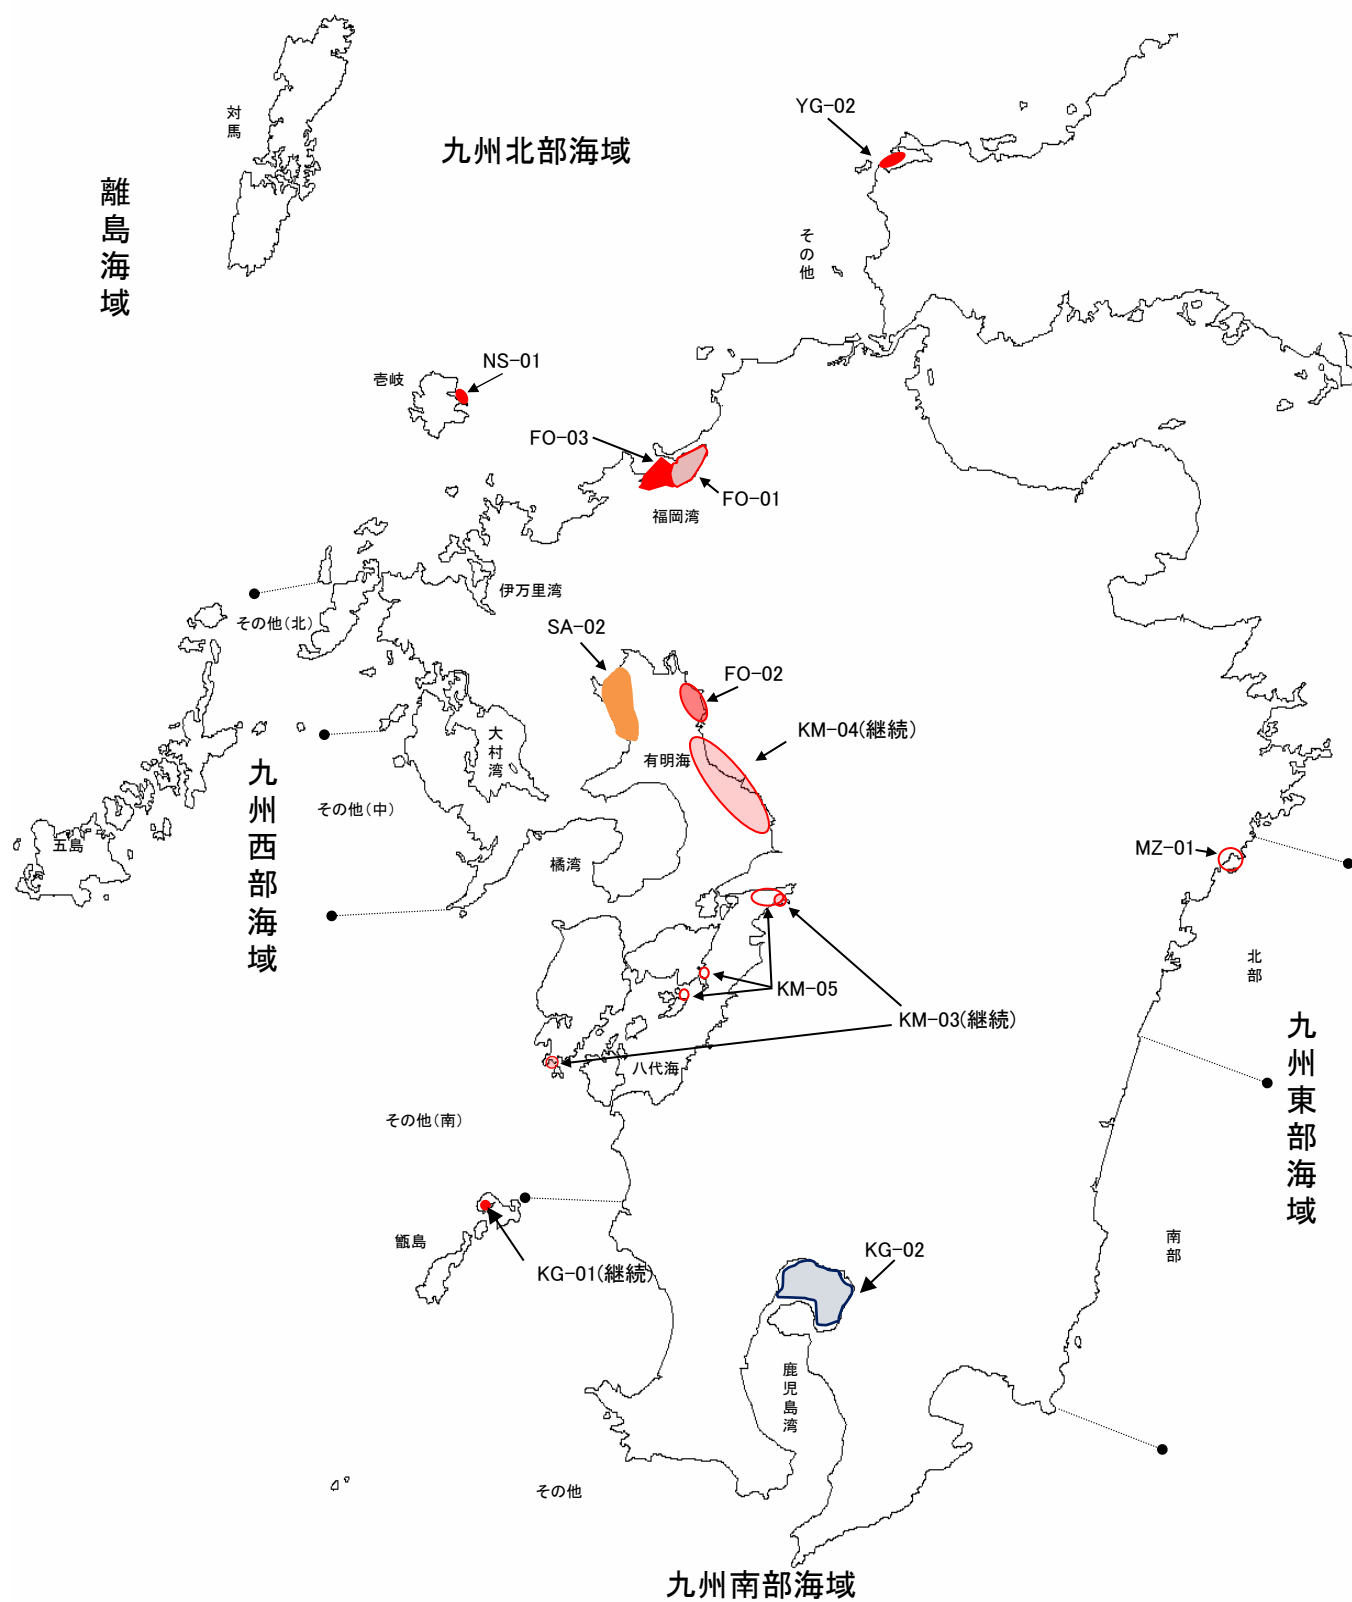 YG-02
対馬
九州北部海域
離島海域
その他
NS-01
壱岐
FO-03
FO-01
福岡湾
伊万里湾
その他(北)
SA-02
FO-02
KM-04(継続)
大村湾
有明海
九州西部海域
その他(中)
五島
橘湾
MZ-01
北部
KM-05
KM-03(継続)
九州東部海域
八代海
その他(南)
甑島
KG-01(継続)
KG-02
南部
鹿児島湾
その他
九州南部海域